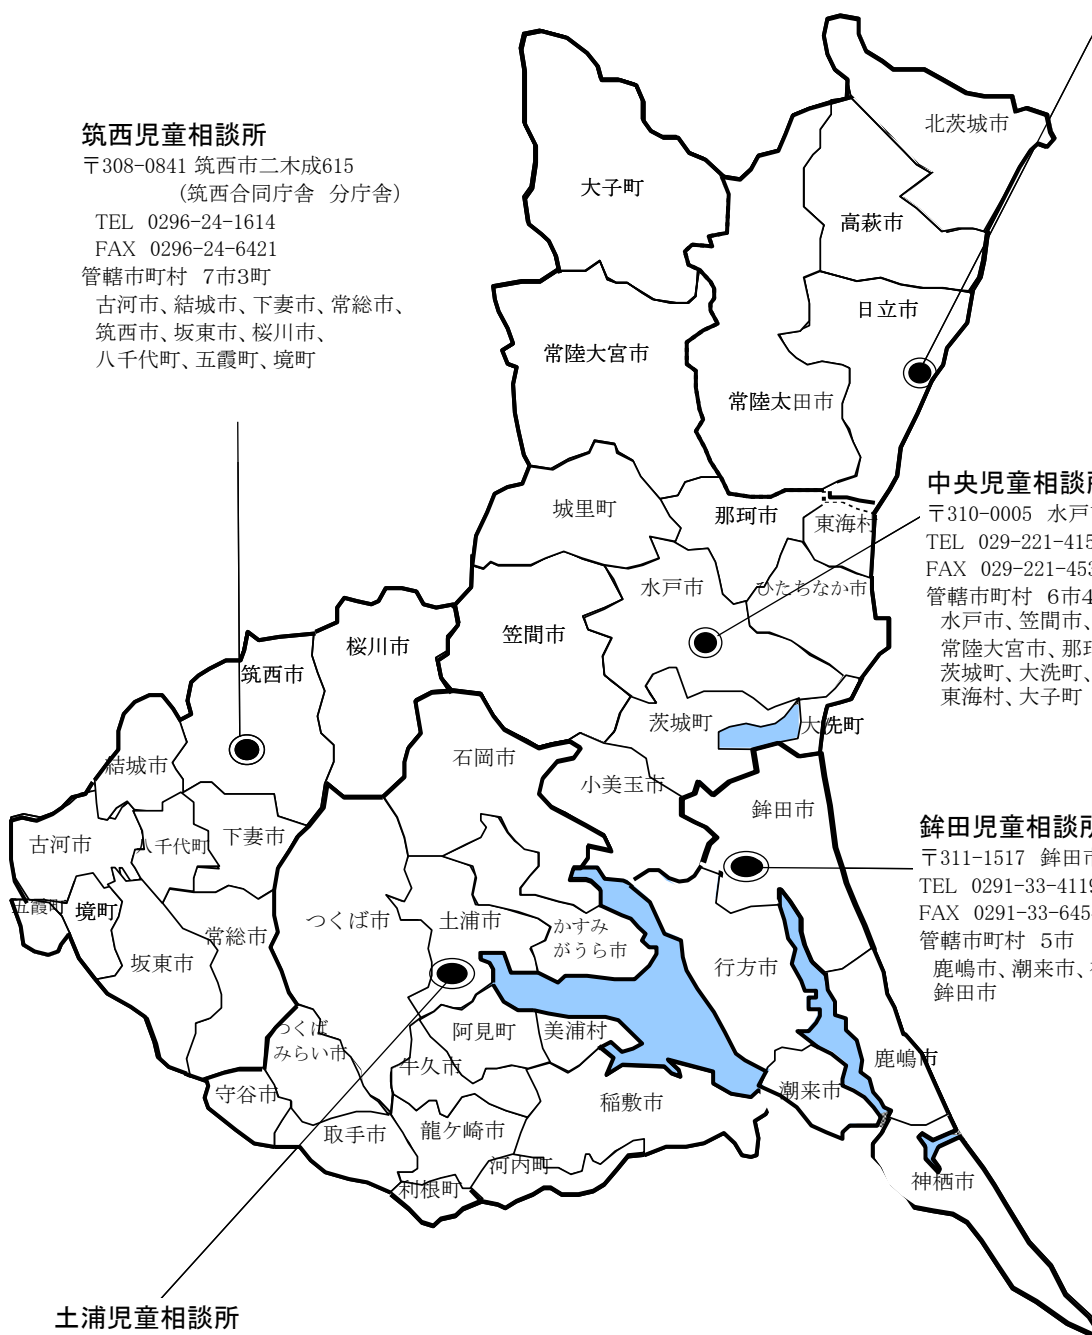 筑西児童相談所
〒308-0841 筑西市二木成615
(筑西合同庁舎 分庁舎)
TEL 0296-24-1614
FAX 0296-24-6421
管轄市町村 7市3町
古河市、結城市、下妻市、常総市、
筑西市、坂東市、桜川市、
八千代町、五霞町、境町
北茨城市
大子町
高萩市
日立市
常陸大宮市
常陸太田市
中央児童相談所
〒310-0005 水戸
TEL 029-221-415
FAX 029-221-453
管轄市町村 6市4
水戸市、笠間市、
常陸大宮市、那珂
茨城町、大洗町、
東海村、大子町
城里町
那珂市
東海村
水戸市
ひたちなか市
笠間市
桜川市
筑西市
茨城町
大洗町
石岡市
小美玉市
鉾田市
結城市
古河市
八千代町
下妻市
鉾田児童相談所
〒311-1517 鉾田市
TEL 0291-33-4119
FAX 0291-33-645
管轄市町村 5市
鹿嶋市、潮来市、
鉾田市
五霞町
境町
つくば市
土浦市
かすみ
がうら市
常総市
坂東市
行方市
つくば
みらい市
阿見町
美浦村
牛久市
鹿嶋市
守谷市
稲敷市
潮来市
取手市
龍ケ崎市
河内町
利根町
神栖市
土浦児童相談所